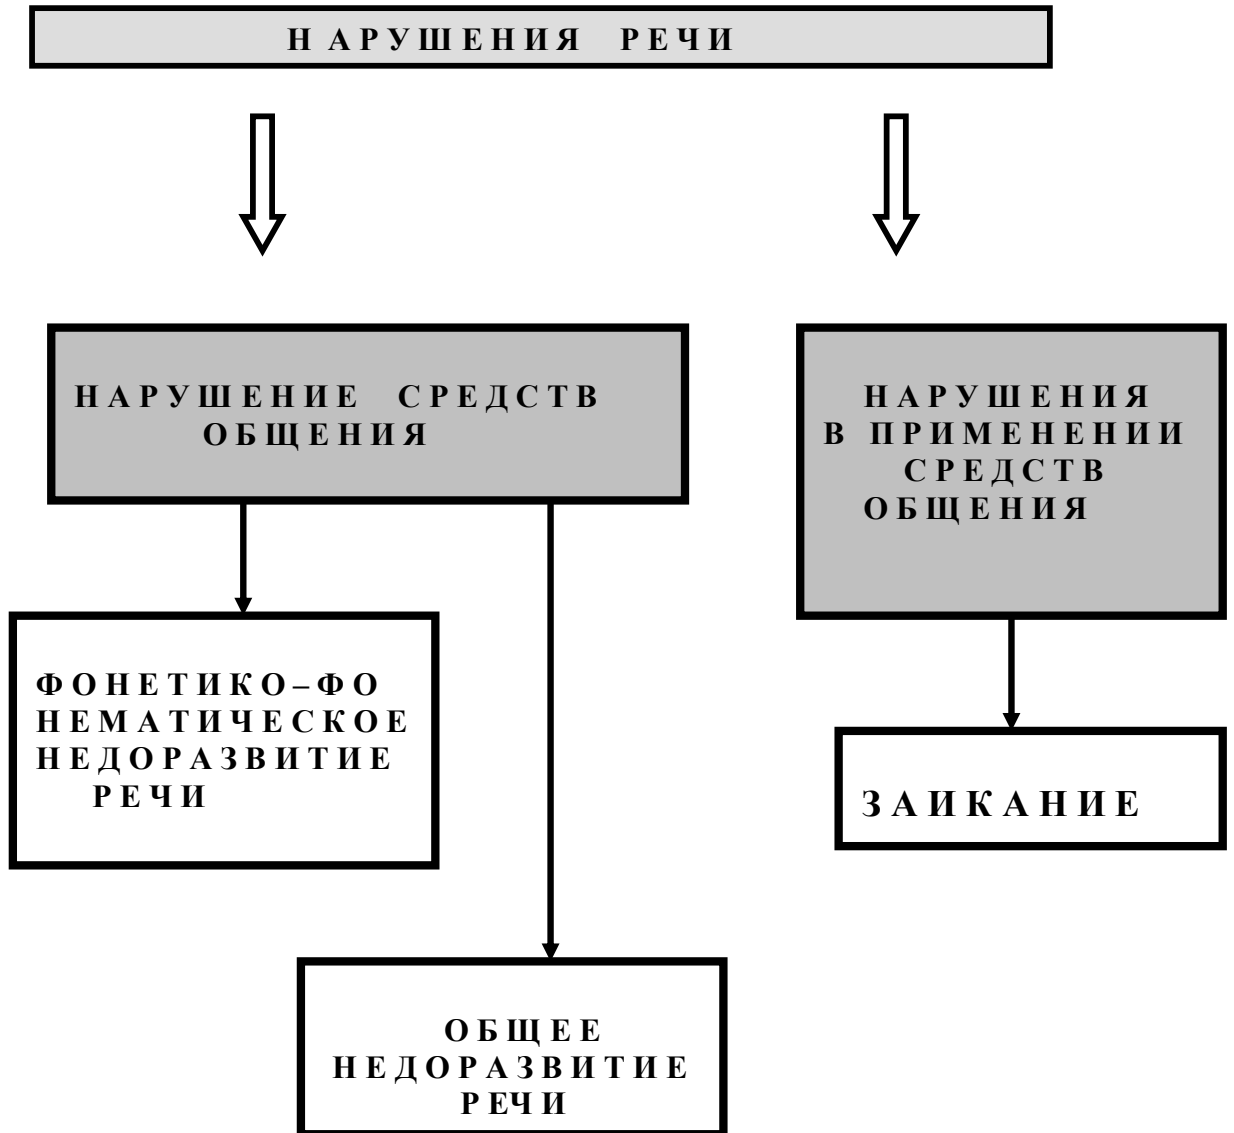 НАРУШЕНИЯ РЕЧИ
НАРУШЕНИЕ СРЕДСТВ
ОБЩЕНИЯ
НАРУШЕНИЯ
В ПРИМЕНЕНИИ
СРЕДСТВ
ОБЩЕНИЯ
ФОНЕТИКО–ФО
НЕМАТИЧЕСКОЕ
НЕДОРАЗВИТИЕ
РЕЧИ
ЗАИКАНИЕ
ОБЩЕЕ
НЕДОРАЗВИТИЕ
РЕЧИ